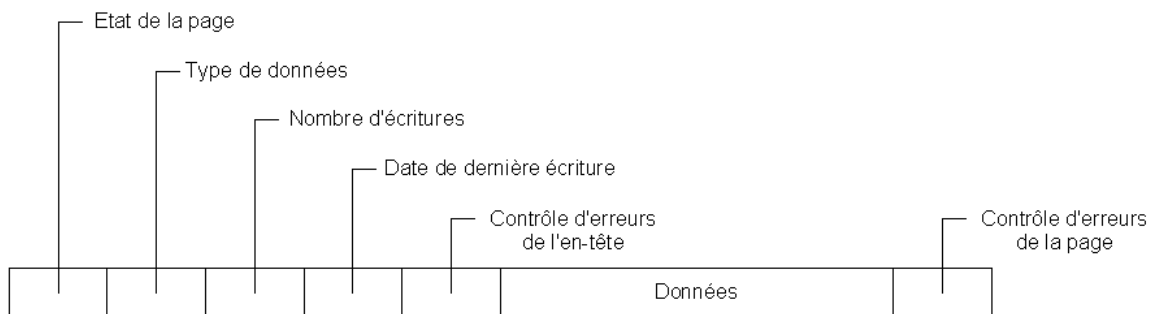 Etat de la page
Type de données
Nombre d'écritures
Date de dernière écriture
Contrôle d'erreurs
de l'en-tête
Contrôle d'erreurs
de la page
Données